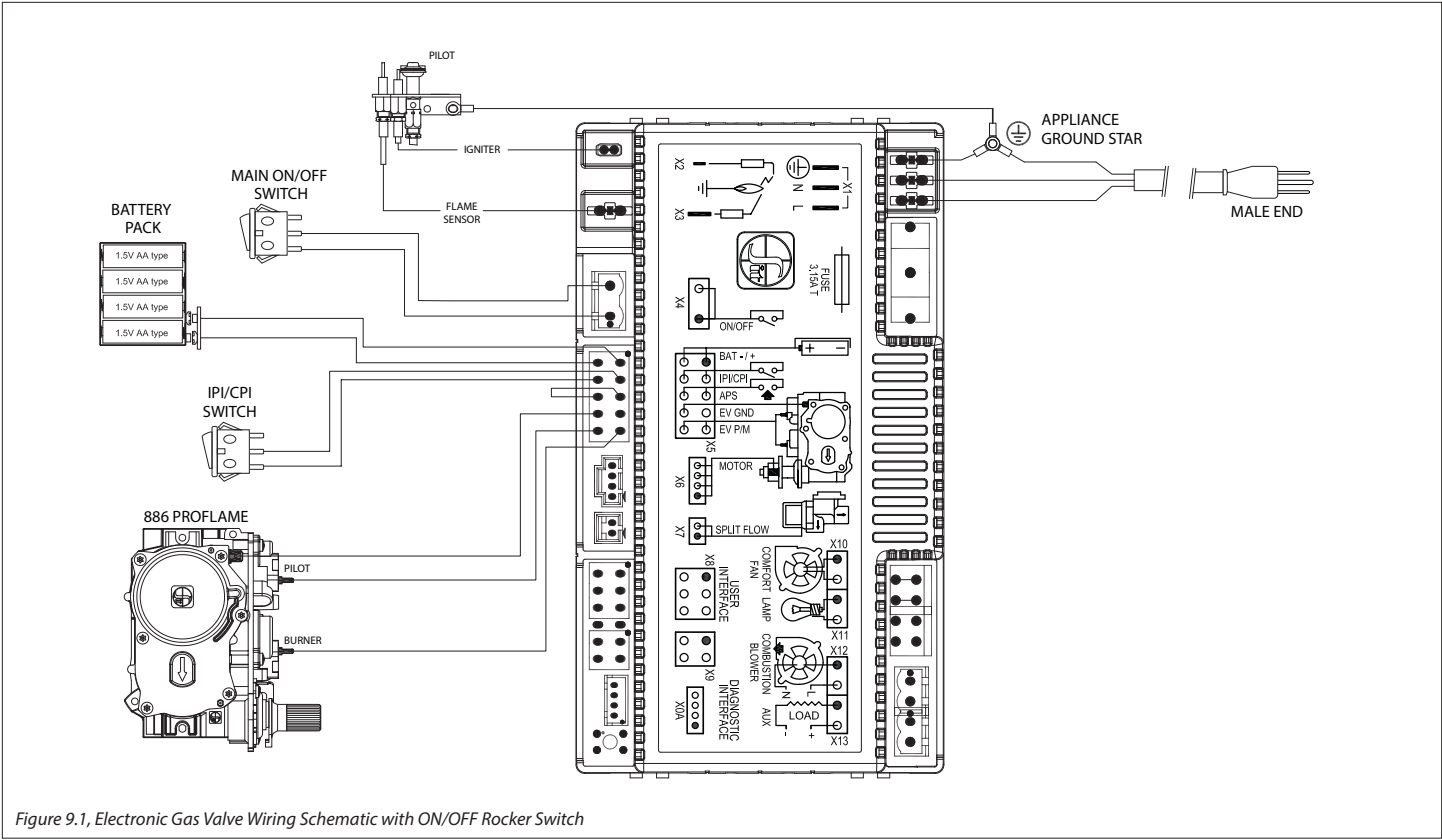 PILOT
APPLIANCE
GROUND STAR
IGNITER
MAIN ON/OFF
SWITCH
FLAME
SENSOR
MALE END
BATTERY
PACK
1.5V AA type
1.5V AA type
1.5V AA type
1.5V AA type
IPI/CPI
SWITCH
886 PROFLAME
PILOT
BURNER
X2
X3
X1
N
L
FUSE
3,15A T
X4
ON/OFF
BAT - / +
+ -
IPI/CPI
APS
EV GND
EV P/M
X5
MOTOR
X6
SPLIT FLOW
X7
X8
USER
INTERFACE
X9
DIAGNOSTIC
INTERFACE
X0A
COMFORT
FAN
X10
LAMP
X11
COMBUSTION
BLOWER
X12
N
L
AUX
LOAD
- +
X13
Figure 9.1, Electronic Gas Valve Wiring Schematic with ON/OFF Rocker Switch